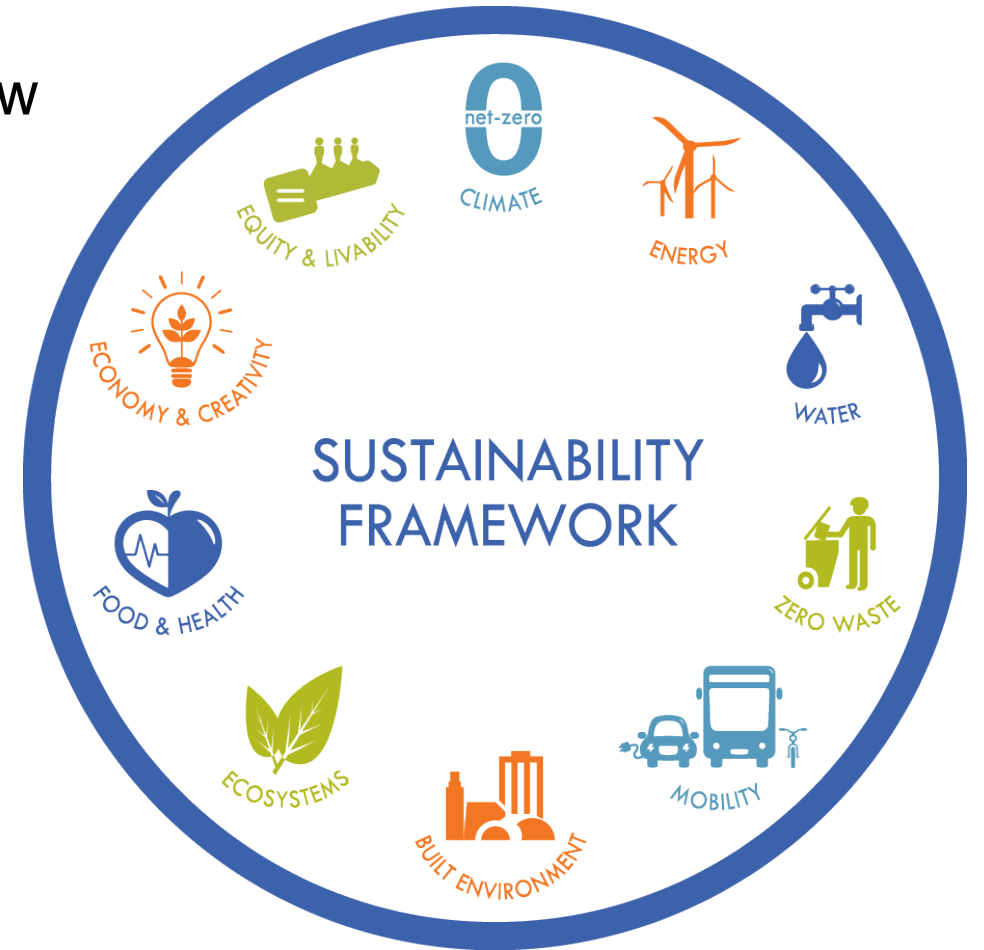 w
net-zero
CLIMATE
ENERGY
WATER
ZERO WASTE
MOBILITY
BUILT ENVIRONMENT
ECOSYSTEMS
FOOD & HEALTH
ECONOMY & CREATIVITY
EQUITY & LIVABILITY
SUSTAINABILITY
FRAMEWORK